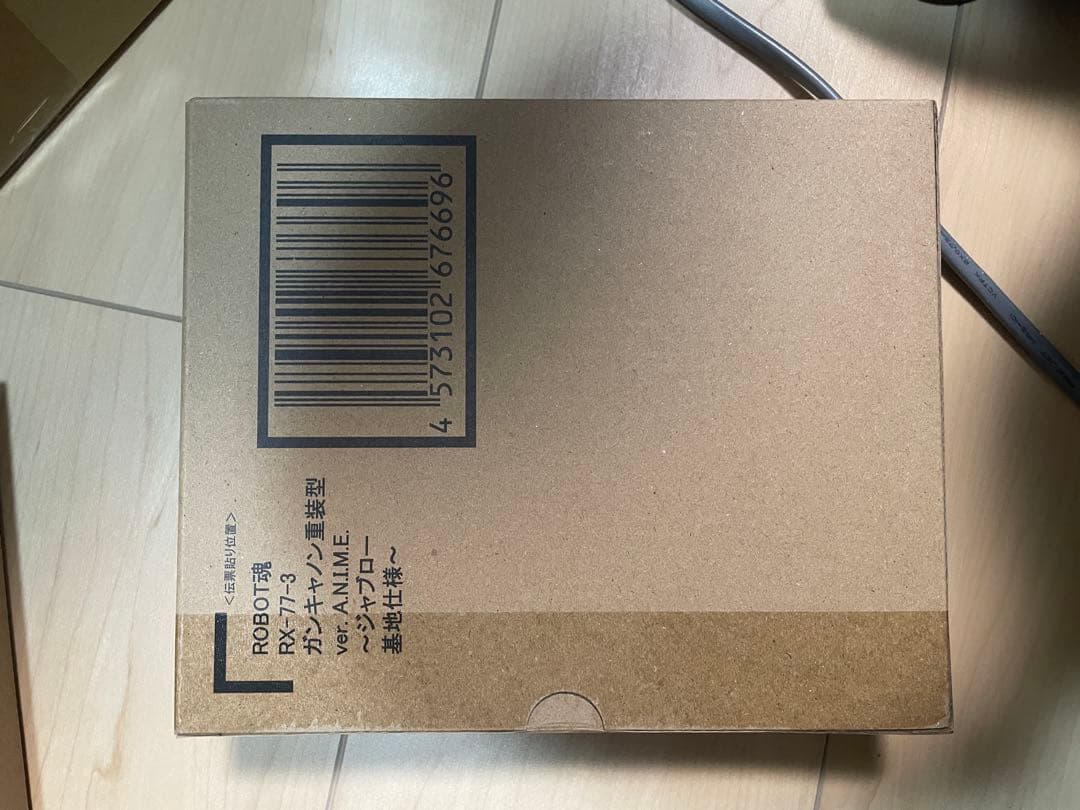 <伝票貼り位置>
ROBOT魂
RX-77-3
ガンキャノン重装型
ver. A.N.I.M.E.
～ジャブロー
基地仕様～
4 573102 676696